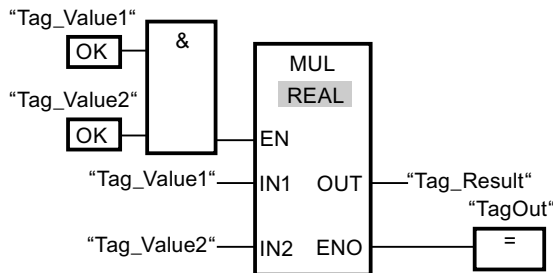 “Tag_Value1“
OK
&
“Tag_Value2“
OK
MUL
REAL
EN
“Tag_Value1“
IN1
OUT
“Tag_Result“
“TagOut“
“Tag_Value2“
IN2
ENO
=